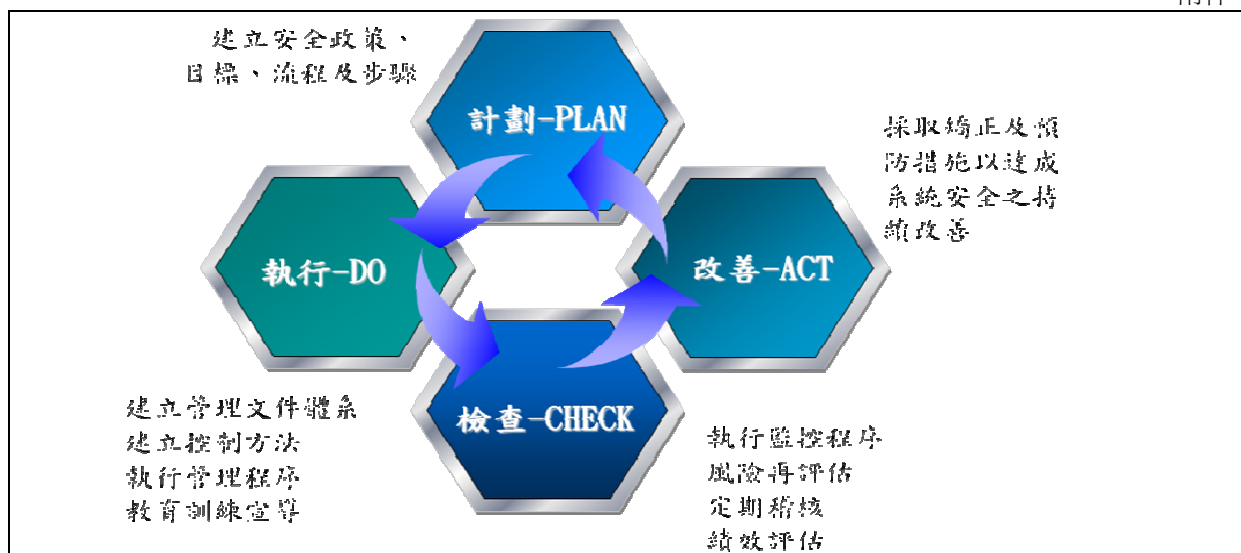 附件
建立安全政策、
目標、流程及步驟
計劃-PLAN
採取矯正及預
防措施以達成
系統安全之持
續改善
執行-DO
改善-ACT
建立管理文件體系
建立控制方法
執行管理程序
教育訓練宣導
檢查-CHECK
執行監控程序
風險再評估
定期稽核
績效評估